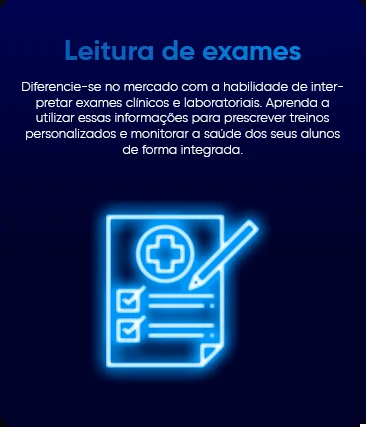 Leitura de exames
Diferencie-se no mercado com a habilidade de inter-
pretar exames clínicos e laboratoriais. Aprenda a
utilizar essas informações para prescrever treinos
personalizados e monitorar a saúde dos seus alunos
de forma integrada.